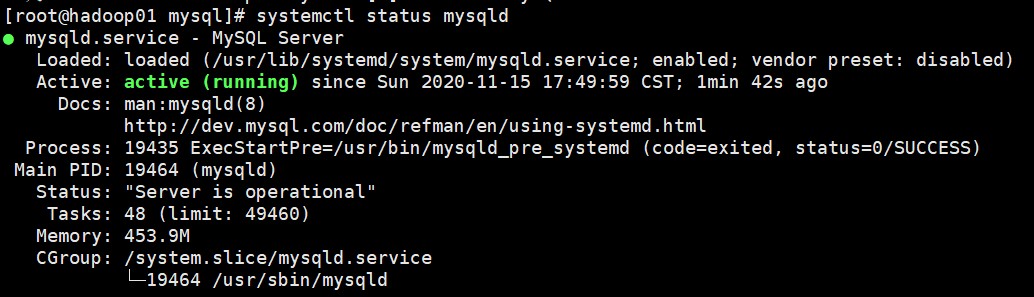 [root@hadoop01 mysql]# systemctl status mysqld
● mysqld.service - MySQL Server
Loaded: loaded (/usr/lib/systemd/system/mysqld.service; enabled; vendor preset: disabled)
Active: active (running) since Sun 2020-11-15 17:49:59 CST; 1min 42s ago
Docs: man:mysqld(8)
http://dev.mysql.com/doc/refman/en/using-systemd.html
Process: 19435 ExecStartPre=/usr/bin/mysqld_pre_systemd (code=exited, status=0/SUCCESS)
Main PID: 19464 (mysqld)
Status: "Server is operational"
Tasks: 48 (limit: 49460)
Memory: 453.9M
CGroup: /system.slice/mysqld.service
└─19464 /usr/sbin/mysqld